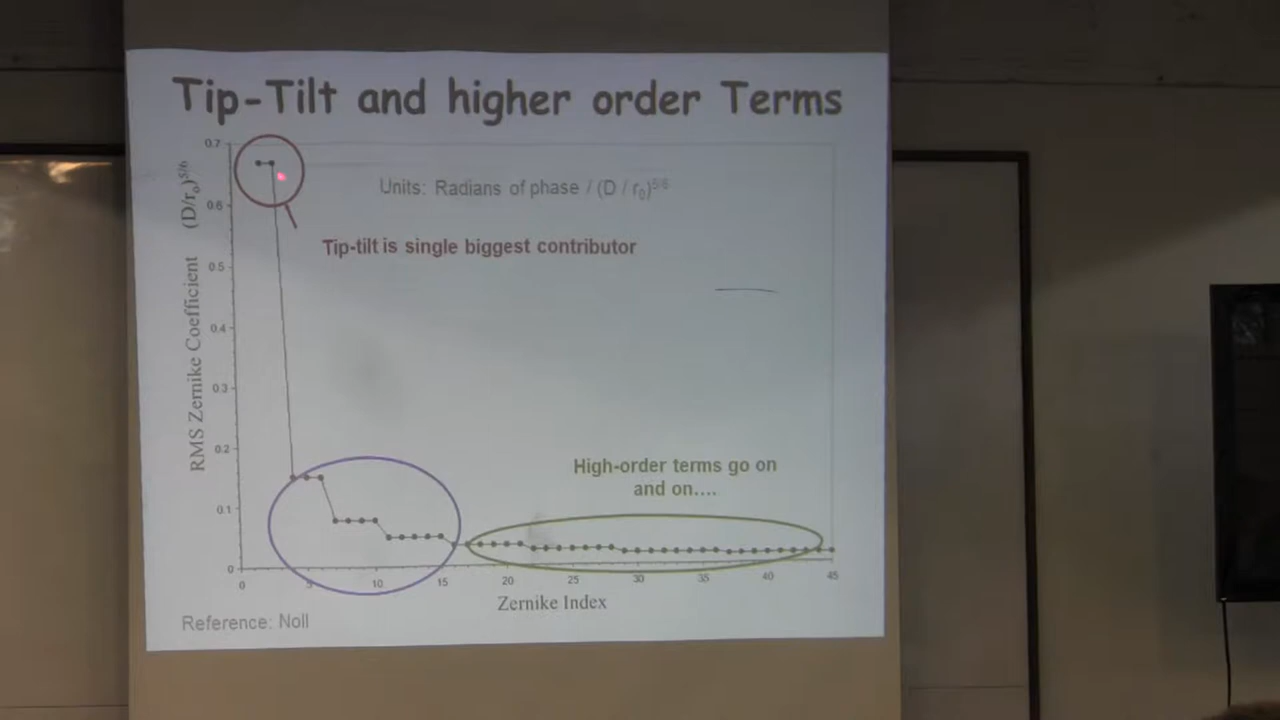 Tip-Tilt and higher order Terms
RMS Zernike Coefficient (D/r₀)^5/6
0.7
0.6
0.5
0.4
0.3
0.2
0.1
0
Units: Radians of phase / (D / r₀)^5/6
Tip-tilt is single biggest contributor
High-order terms go on
and on....
0 5 10 15 20 25 30 35 40 45
Zernike Index
Reference: Noll